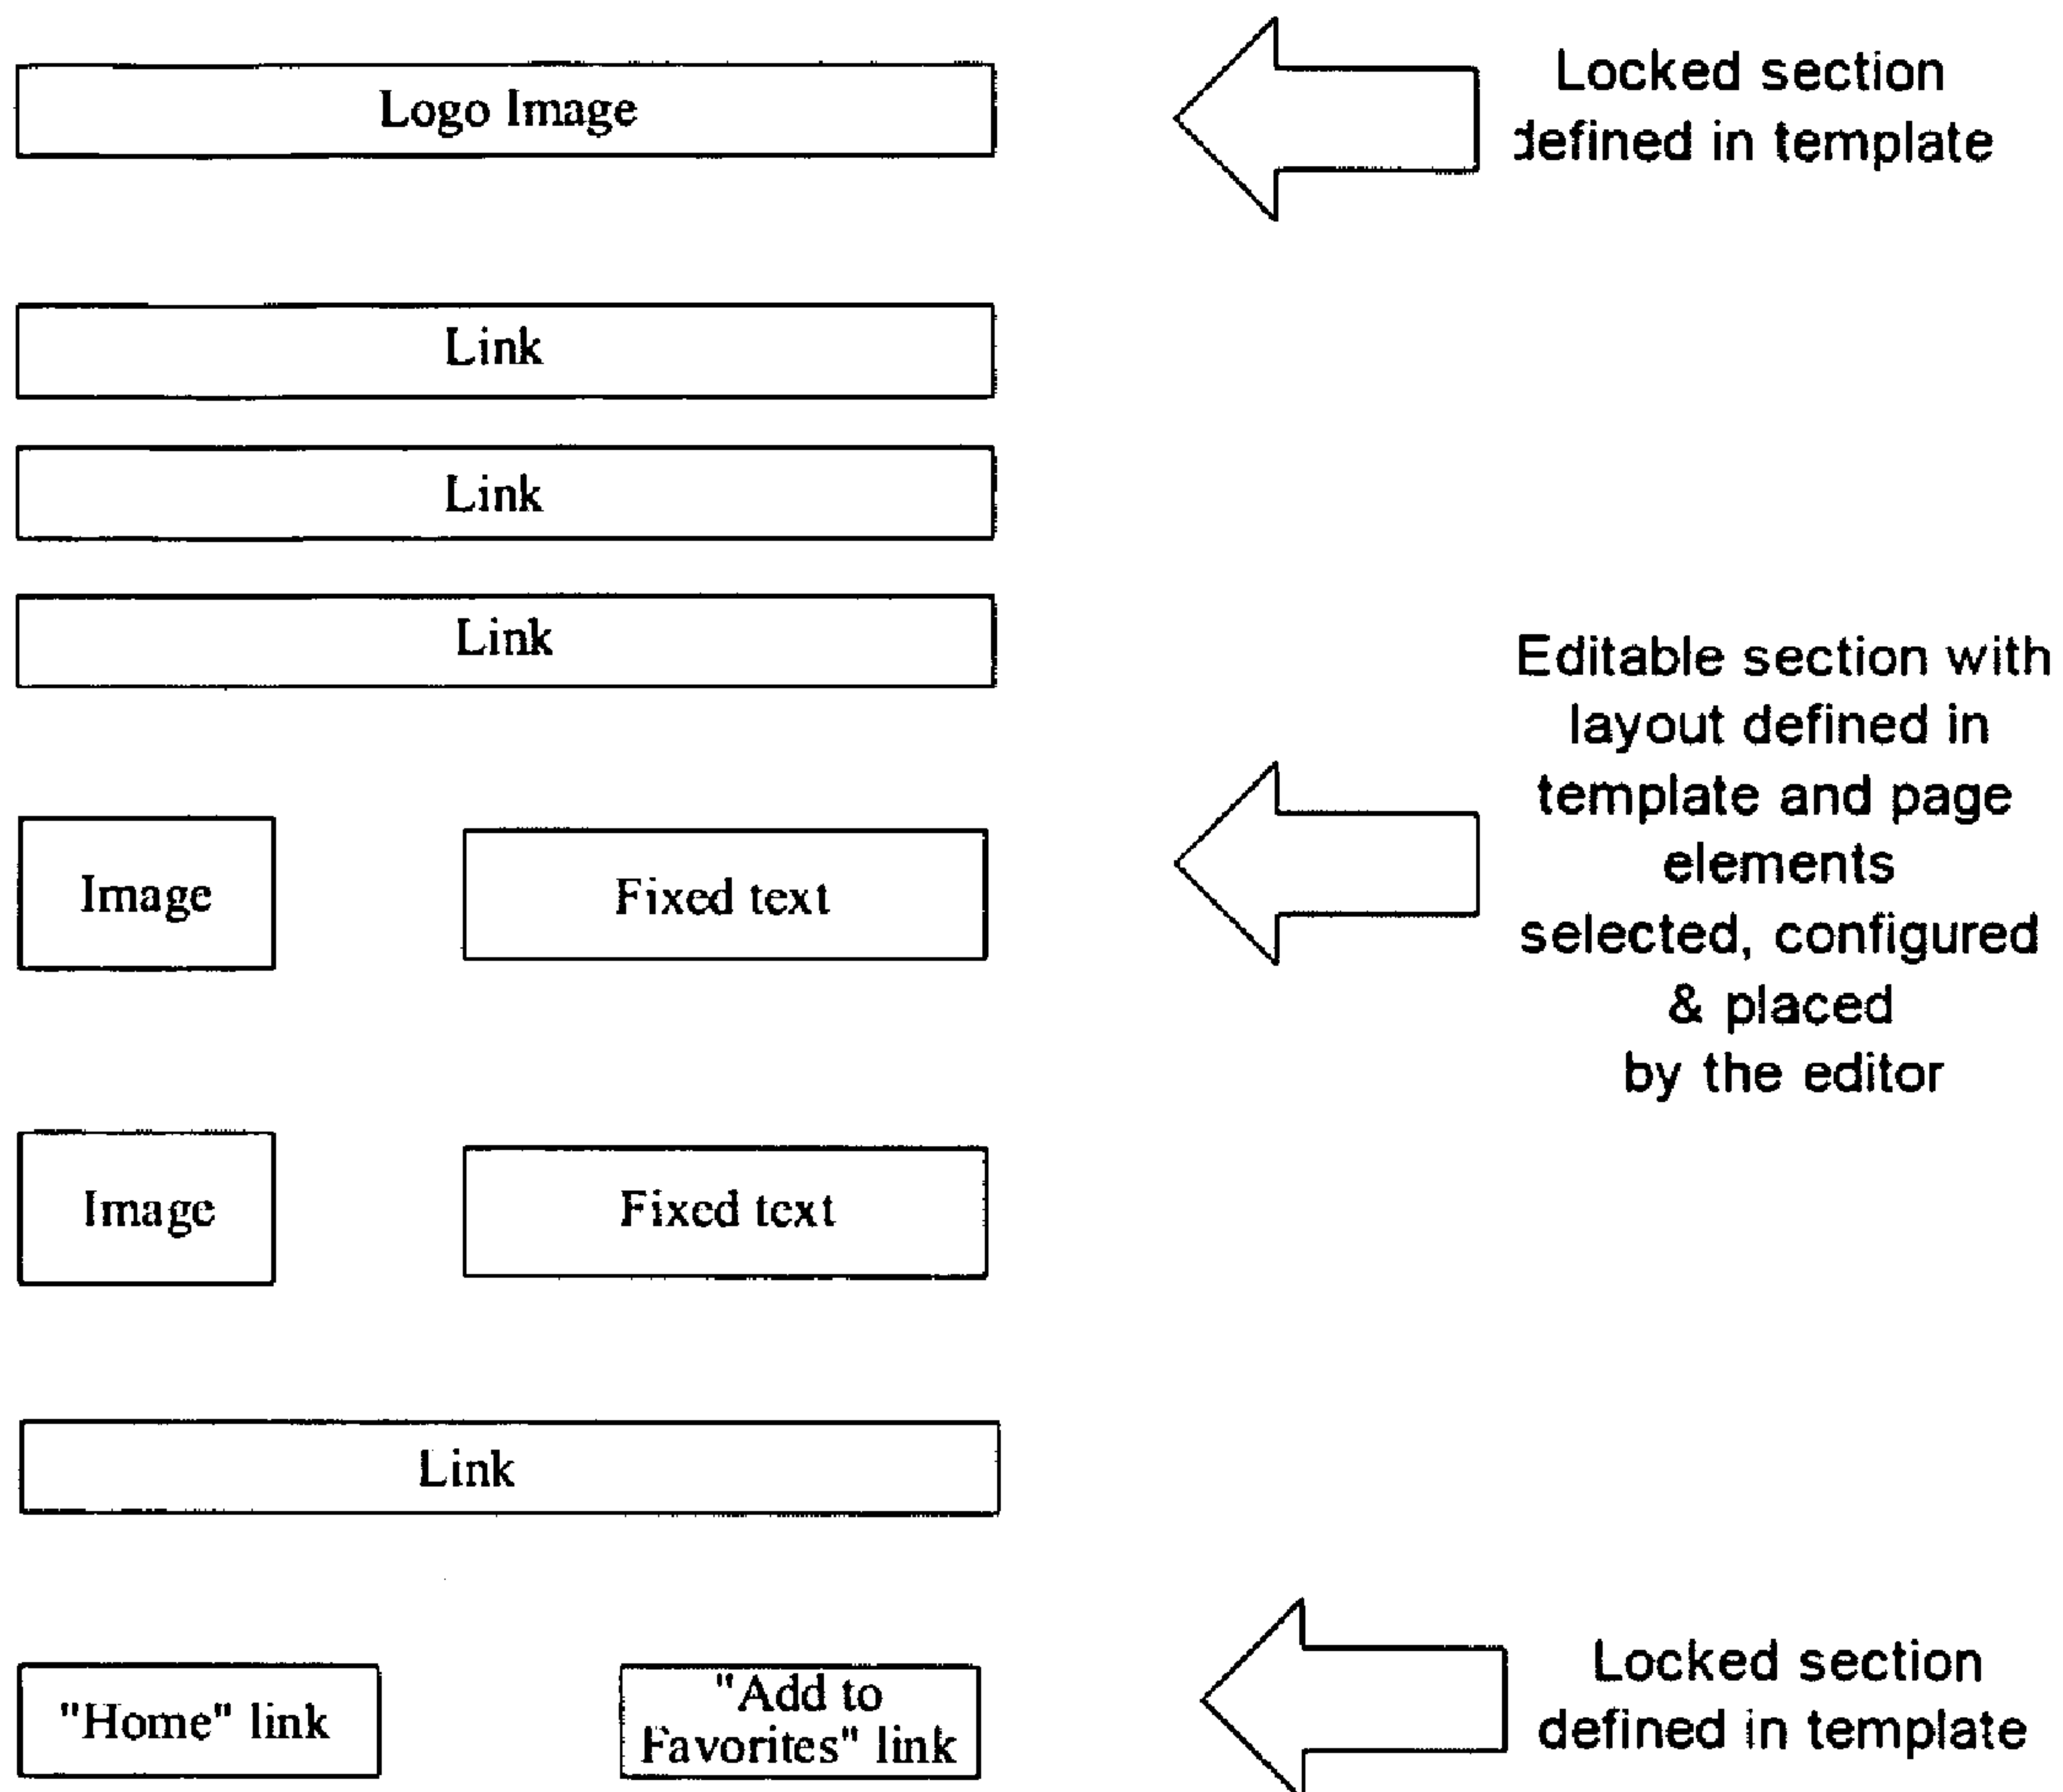 Logo Image
Locked section
defined in template
Link
Link
Link
Editable section with
layout defined in
template and page
elements
selected, configured
& placed
by the editor
Image
Fixed text
Image
Fixed text
Link
"Home" link
"Add to
Favorites" link
Locked section
defined in template